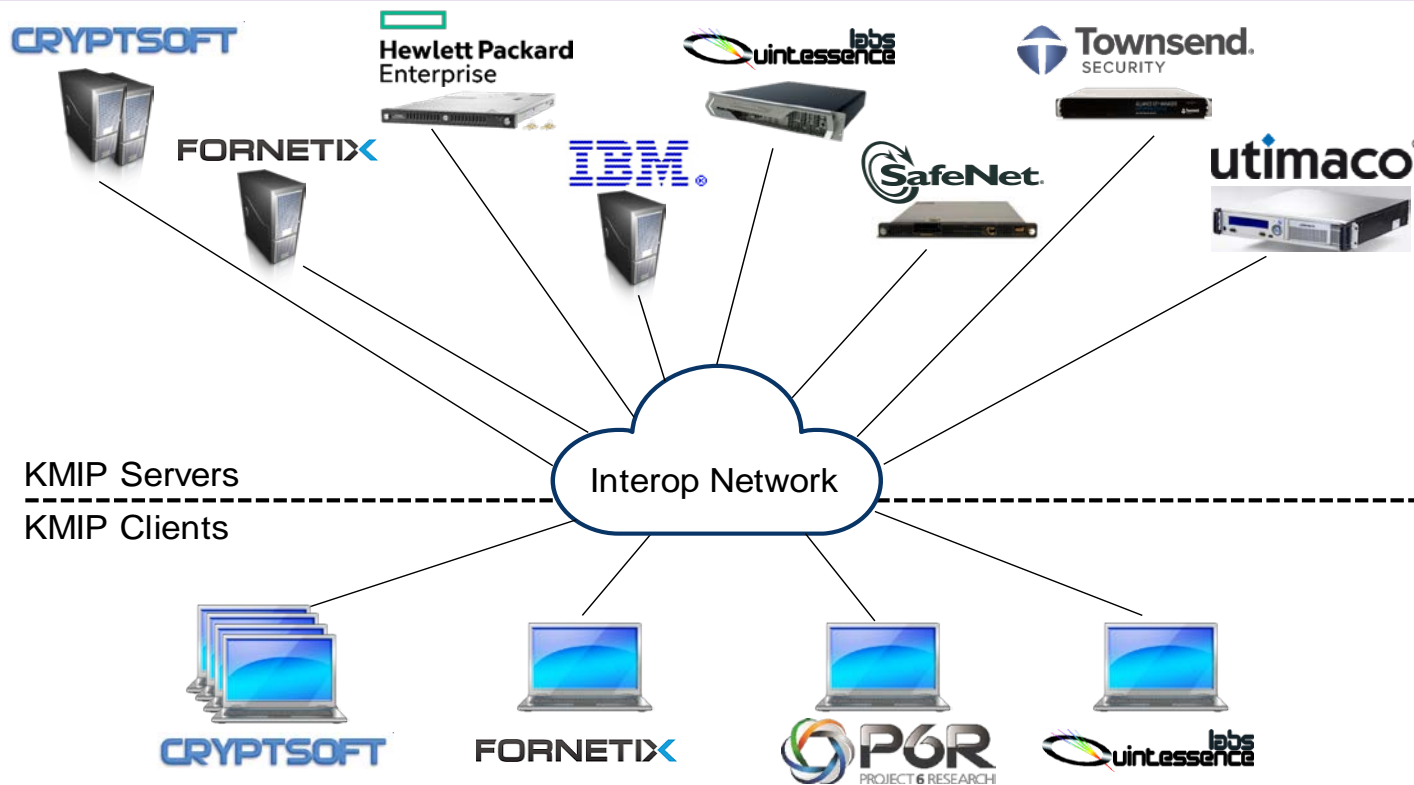 CRYPTSOFT
Hewlett Packard
Enterprise
Quintessence labs
Townsend.
SECURITY
FORNETIX
IBM®
SafeNet.
utimaco®
KMIP Servers
Interop Network
KMIP Clients
CRYPTSOFT
FORNETIX
P6R
PROJECT 6 RESEARCH
Quintessence labs